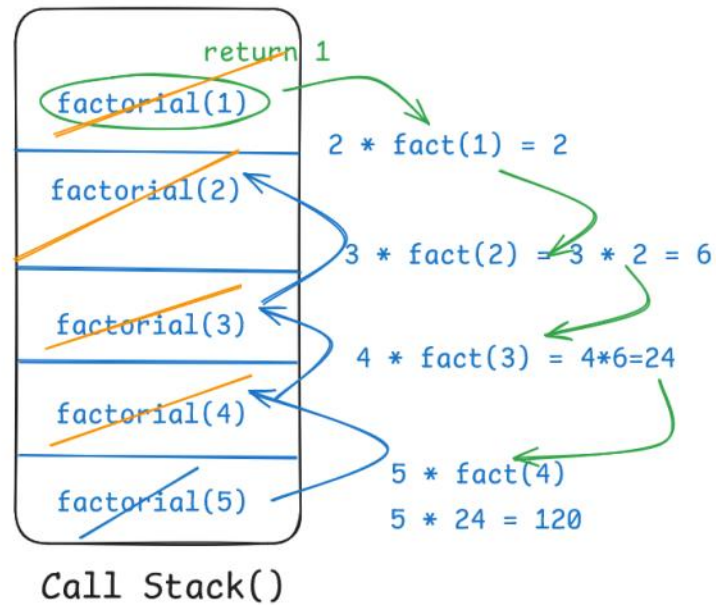 return 1
factorial(1)
2 * fact(1) = 2
factorial(2)
3 * fact(2) = 3 * 2 = 6
factorial(3)
4 * fact(3) = 4*6=24
factorial(4)
5 * fact(4)
factorial(5)
5 * 24 = 120
Call Stack()